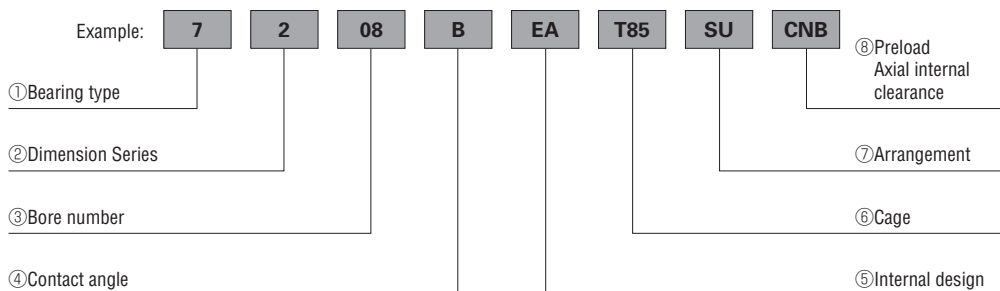 Example: 7 2 08 B EA T85 SU CNB
⑧Preload
Axial internal
clearance
①Bearing type
②Dimension Series
⑦Arrangement
③Bore number
⑥Cage
④Contact angle
⑤Internal design